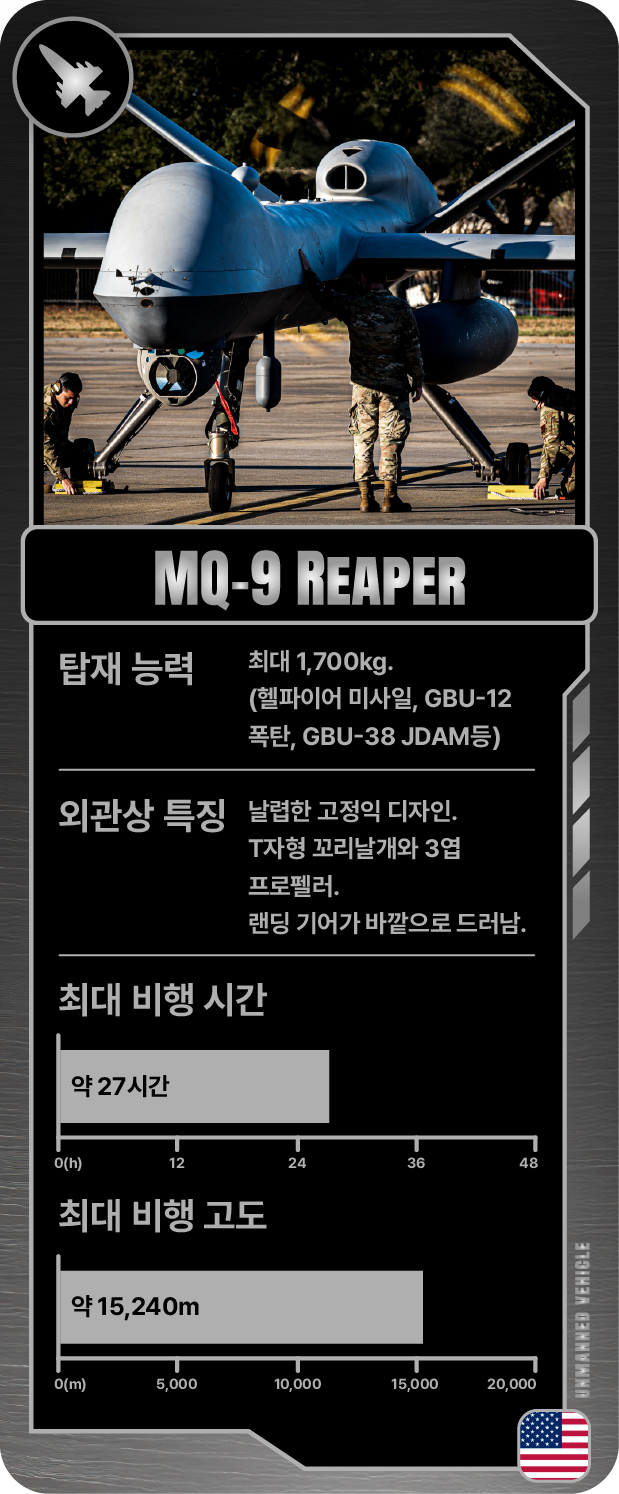 MQ-9 REAPER
탑재 능력
최대 1,700kg.
(헬파이어 미사일, GBU-12
폭탄, GBU-38 JDAM등)
외관상 특징
날렵한 고정익 디자인.
T자형 꼬리날개와 3엽
프로펠러.
랜딩 기어가 바깥으로 드러남.
최대 비행 시간
약 27시간
0(h) 12 24 36 48
최대 비행 고도
약 15,240m
0(m) 5,000 10,000 15,000 20,000
UNMANNED VEHICLE